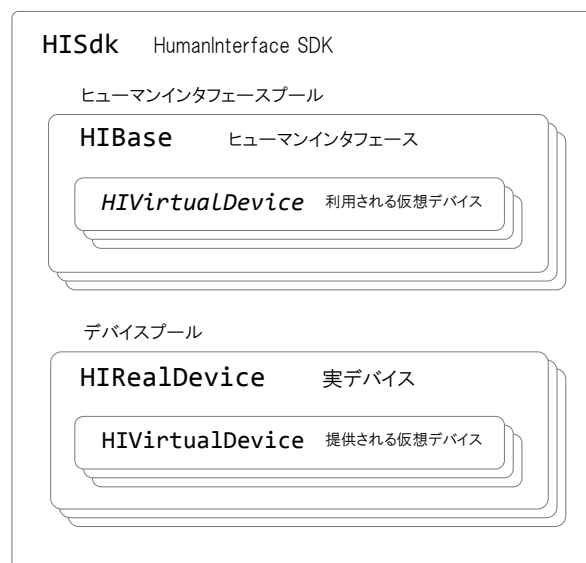 HISdk HumanInterface SDK
ヒューマンインタフェースプール
HIBase ヒューマンインタフェース
HIVirtualDevice 利用される仮想デバイス
デバイスプール
HIRealDevice 実デバイス
HIVirtualDevice 提供される仮想デバイス